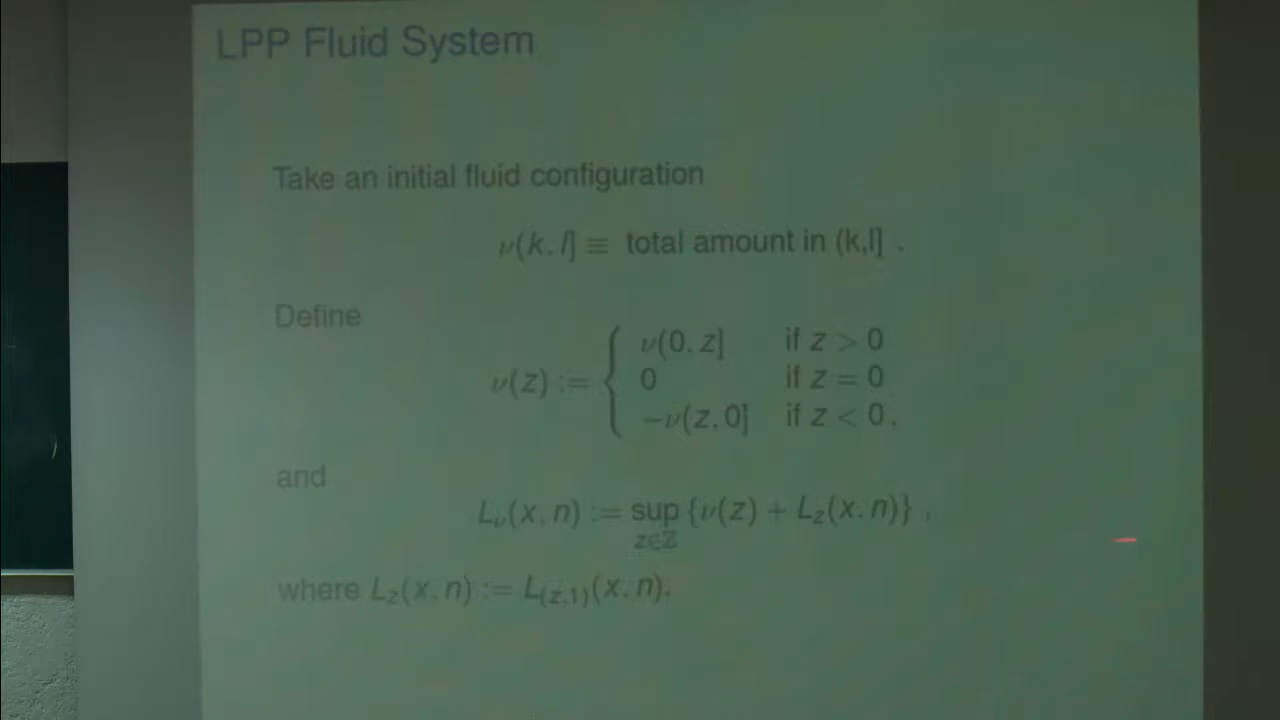 LPP Fluid System
Take an initial fluid configuration
ν(k, l] ≡ total amount in (k,l] .
Define
ν(z) := { ν(0, z] if z > 0
0 if z = 0
−ν(z, 0] if z < 0 ,
and
L_ν(x, n) := sup_{z∈ℤ} {ν(z) + L_z(x, n)} ,
where L_z(x, n) := L_{(z,1)}(x, n).